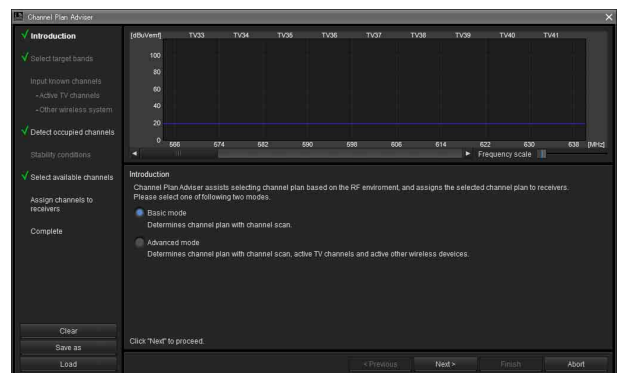 Channel Plan Adviser
Introduction
Select target bands
Input known channels
-Active TV channels
-Other wireless system
Detect occupied channels
Stability conditions
Select available channels
Assign channels to
receivers
Complete
Clear
Save as
Load
[dBuVemf] TV33 TV34 TV35 TV36 TV37 TV38 TV39 TV40 TV41
100
80
60
40
20
0
566 574 582 590 598 606 614 622 630 638 [MHz]
Frequency scale
Introduction
Channel Plan Adviser assists selecting channel plan based on the RF enviroment, and assigns the selected channel plan to receivers.
Please select one of following two modes.
Basic mode
Determines channel plan with channel scan.
Advanced mode
Determines channel plan with channel scan, active TV channels and active other wireless deveices.
Click "Next" to proceed.
< Previous Next > Finish Abort